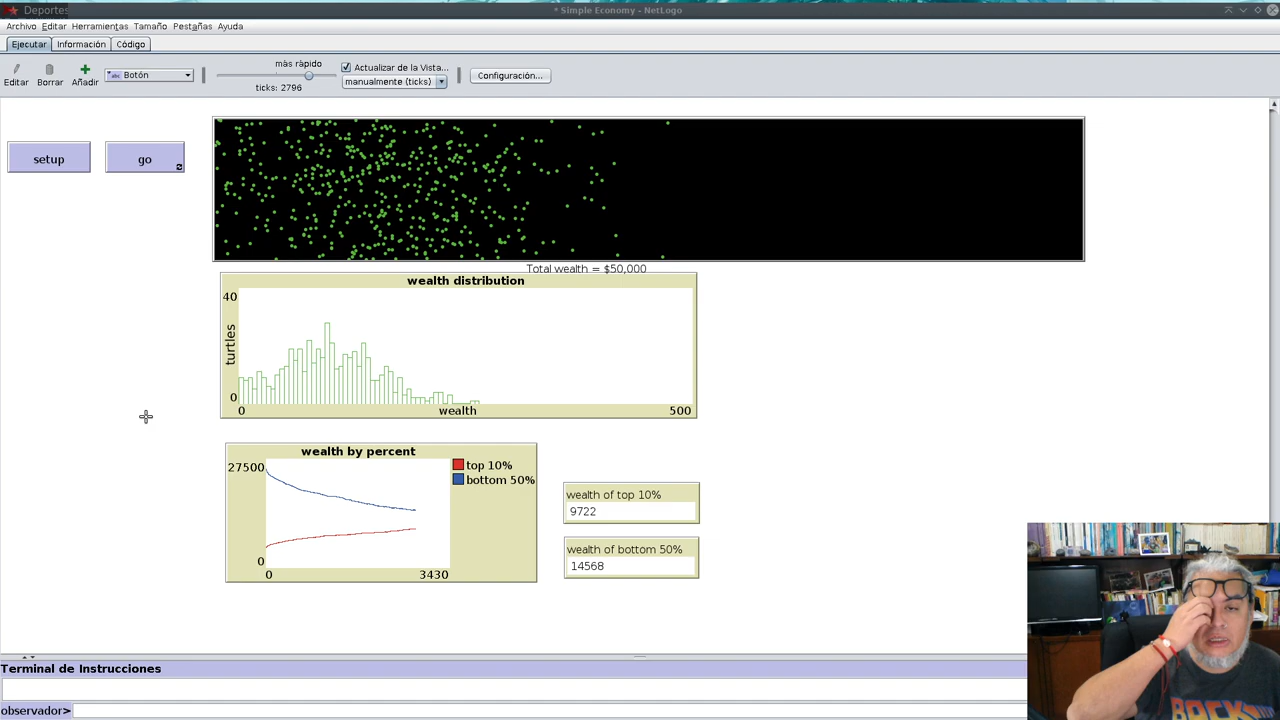 Deportes
* Simple Economy - NetLogo
Archivo Editar Herramientas Tamaño Pestañas Ayuda
Ejecutar Información Código
Editar Borrar Añadir
Botón
más rápido
ticks: 2796
Actualizar de la Vista...
manualmente (ticks)
Configuración...
setup
go
Total wealth = $50,000
wealth distribution
40
turtles
0
0 wealth 500
wealth by percent
27500
0
0 3430
top 10%
bottom 50%
wealth of top 10%
9722
wealth of bottom 50%
14568
Terminal de Instrucciones
observador>